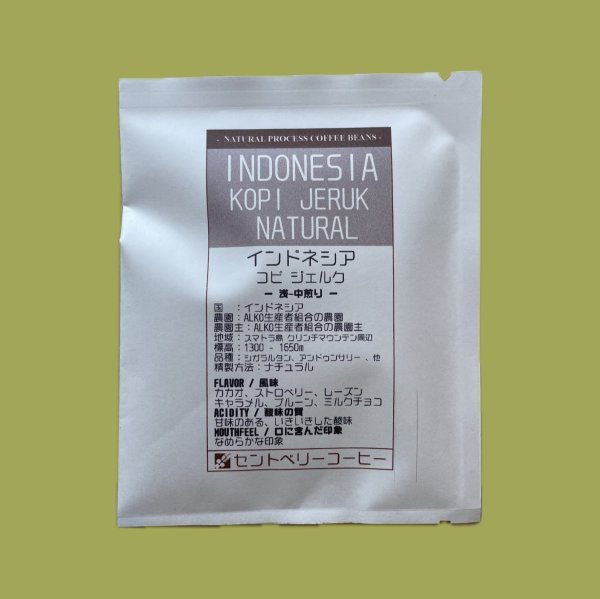 - NATURAL PROCESS COFFEE BEANS -
INDONESIA
KOPI JERUK
NATURAL
インドネシア
コピ ジェルク
— 浅-中煎り —
国　：インドネシア
農園：ALKO生産者組合の農園
農園主：ALKO生産者組合の農園主
地域：スマトラ島 クリンチマウンテン周辺
標高：1300 - 1650m
品種：シガラルタン、アンドゥンサリー 、他
精製方法：ナチュラル
FLAVOR / 風味
カカオ、ストロベリー、レーズン
キャラメル、プルーン、ミルクチョコ
ACIDITY / 酸味の質
甘味のある、いきいきした酸味
MOUTHFEEL / 口に含んだ印象
なめらかな印象
セントベリーコーヒー